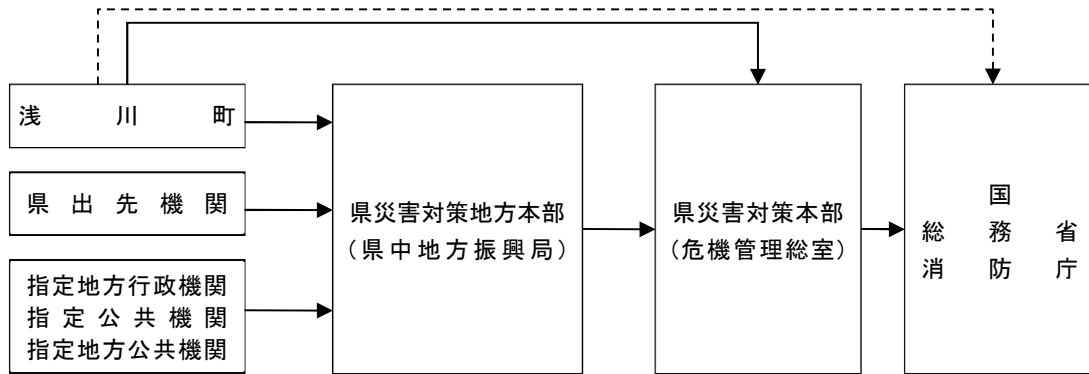 浅川町
県出先機関
指定地方行政機関
指定公共機関
指定地方公共機関
県災害対策地方本部
（県中地方振興局）
県災害対策本部
（危機管理総室）
国
総務省
消防庁